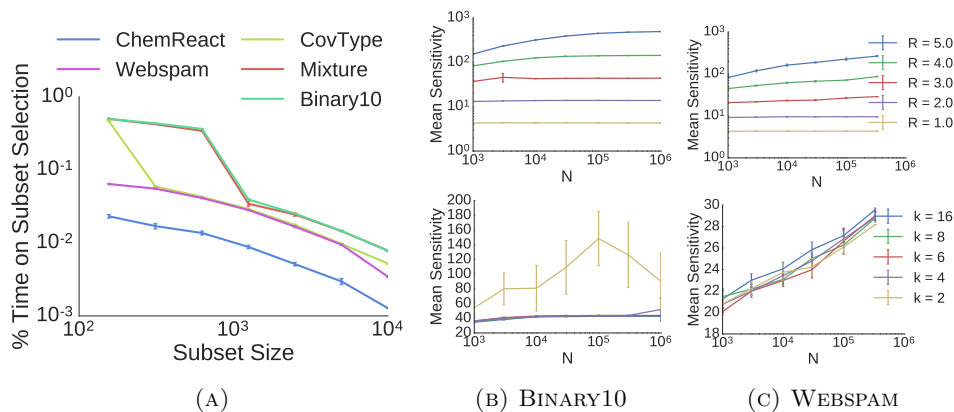 ChemReact
Webspam
CovType
Mixture
Binary10
% Time on Subset Selection
10^0
10^-1
10^-2
10^-3
10^2
10^3
10^4
Subset Size
(A)
Mean Sensitivity
10^3
10^2
10^1
10^0
10^3
10^4
10^5
10^6
N
Mean Sensitivity
200
180
160
140
120
100
80
60
40
20
10^3
10^4
10^5
10^6
N
(B) BINARY10
Mean Sensitivity
10^3
10^2
10^1
10^0
10^3
10^4
10^5
10^6
N
R = 5.0
R = 4.0
R = 3.0
R = 2.0
R = 1.0
Mean Sensitivity
30
28
26
24
22
20
18
10^3
10^4
10^5
10^6
N
k = 16
k = 8
k = 6
k = 4
k = 2
(C) WEBSPAM